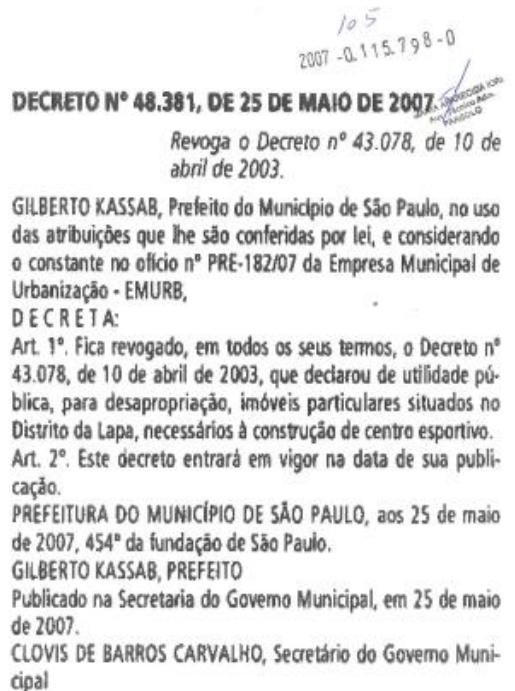 105
2007-0.115.798-0
DECRETO Nº 48.381, DE 25 DE MAIO DE 2007
Revoga o Decreto nº 43.078, de 10 de
abril de 2003.
GILBERTO KASSAB, Prefeito do Município de São Paulo, no uso
das atribuições que lhe são conferidas por lei, e considerando
o constante no ofício nº PRE-182/07 da Empresa Municipal de
Urbanização - EMURB,
D E C R E T A:
Art. 1º. Fica revogado, em todos os seus termos, o Decreto nº
43.078, de 10 de abril de 2003, que declarou de utilidade pú-
blica, para desapropriação, imóveis particulares situados no
Distrito da Lapa, necessários à construção de centro esportivo.
Art. 2º. Este decreto entrará em vigor na data de sua publi-
cação.
PREFEITURA DO MUNICÍPIO DE SÃO PAULO, aos 25 de maio
de 2007, 454º da fundação de São Paulo.
GILBERTO KASSAB, PREFEITO
Publicado na Secretaria do Governo Municipal, em 25 de maio
de 2007.
CLOVIS DE BARROS CARVALHO, Secretário do Governo Muni-
cipal